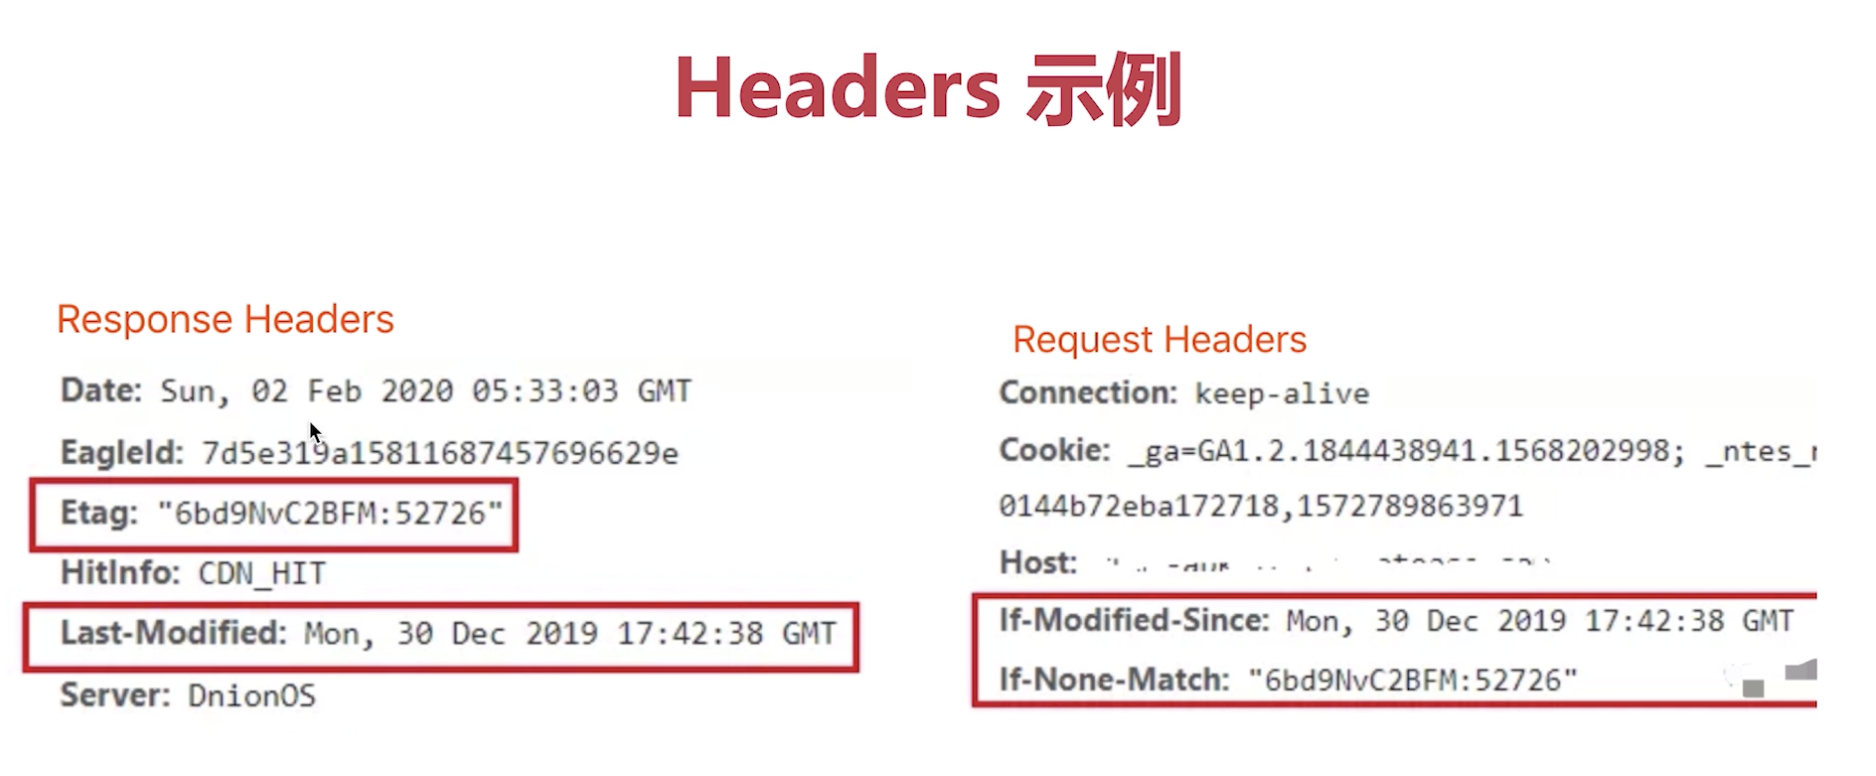 Headers 示例
Response Headers
Date: Sun, 02 Feb 2020 05:33:03 GMT
EagleId: 7d5e319a15811687457696629e
Etag: "6bd9NvC2BFM:52726"
HitInfo: CDN_HIT
Last-Modified: Mon, 30 Dec 2019 17:42:38 GMT
Server: DnionOS
Request Headers
Connection: keep-alive
Cookie: _ga=GA1.2.1844438941.1568202998; _ntes_
0144b72eba172718,1572789863971
Host:
If-Modified-Since: Mon, 30 Dec 2019 17:42:38 GMT
If-None-Match: "6bd9NvC2BFM:52726"